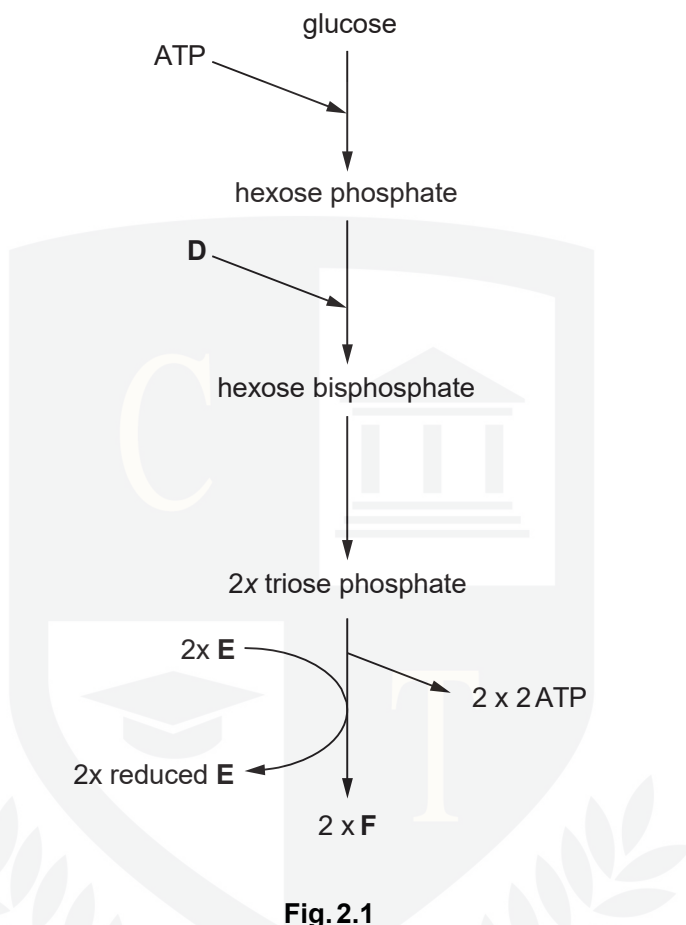 glucose
ATP
hexose phosphate
D
hexose bisphosphate
2x triose phosphate
2x E
2 x 2 ATP
2x reduced E
2 x F
Fig. 2.1
C
T